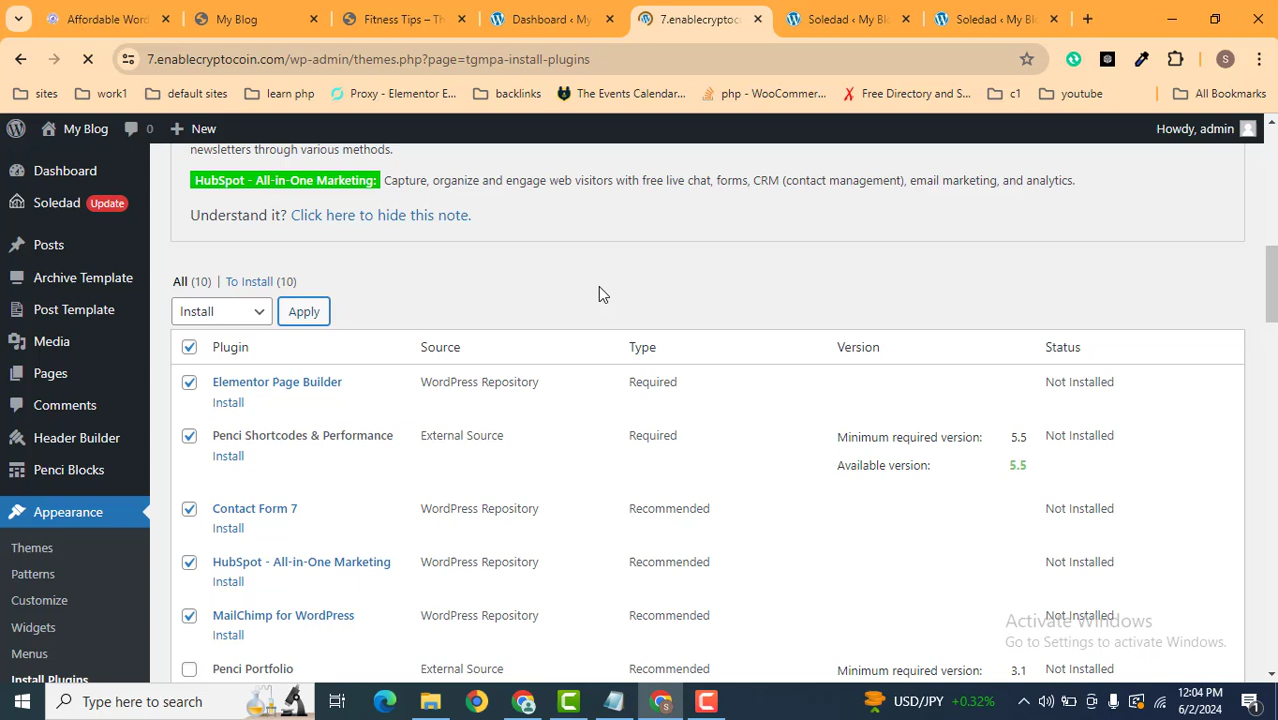 Affordable Word
My Blog
Fitness Tips – Th
Dashboard ‹ My
7.enablecryptoco
Soledad ‹ My Blo
Soledad ‹ My Blo
7.enablecryptocoin.com/wp-admin/themes.php?page=tgmpa-install-plugins
S
sites
work1
default sites
learn php
Proxy - Elementor E...
backlinks
The Events Calendar...
php - WooCommer...
Free Directory and S...
c1
youtube
All Bookmarks
My Blog
0
New
Howdy, admin
Dashboard
Soledad Update
Posts
Archive Template
Post Template
Media
Pages
Comments
Header Builder
Penci Blocks
Appearance
Themes
Patterns
Customize
Widgets
Menus
Install Plugins
newsletters through various methods.
HubSpot - All-in-One Marketing: Capture, organize and engage web visitors with free live chat, forms, CRM (contact management), email marketing, and analytics.
Understand it? Click here to hide this note.
All (10) | To Install (10)
Install
Apply
Plugin Source Type Version Status
Elementor Page Builder WordPress Repository Required Not Installed
Install
Penci Shortcodes & Performance External Source Required Minimum required version: 5.5 Not Installed
Install
Available version: 5.5
Contact Form 7 WordPress Repository Recommended Not Installed
Install
HubSpot - All-in-One Marketing WordPress Repository Recommended Not Installed
Install
MailChimp for WordPress WordPress Repository Recommended Not Installed
Install
Penci Portfolio External Source Recommended Minimum required version: 3.1 Not Installed
Activate Windows
Go to Settings to activate Windows.
Type here to search
USD/JPY +0.32%
12:04 PM
6/2/2024
1